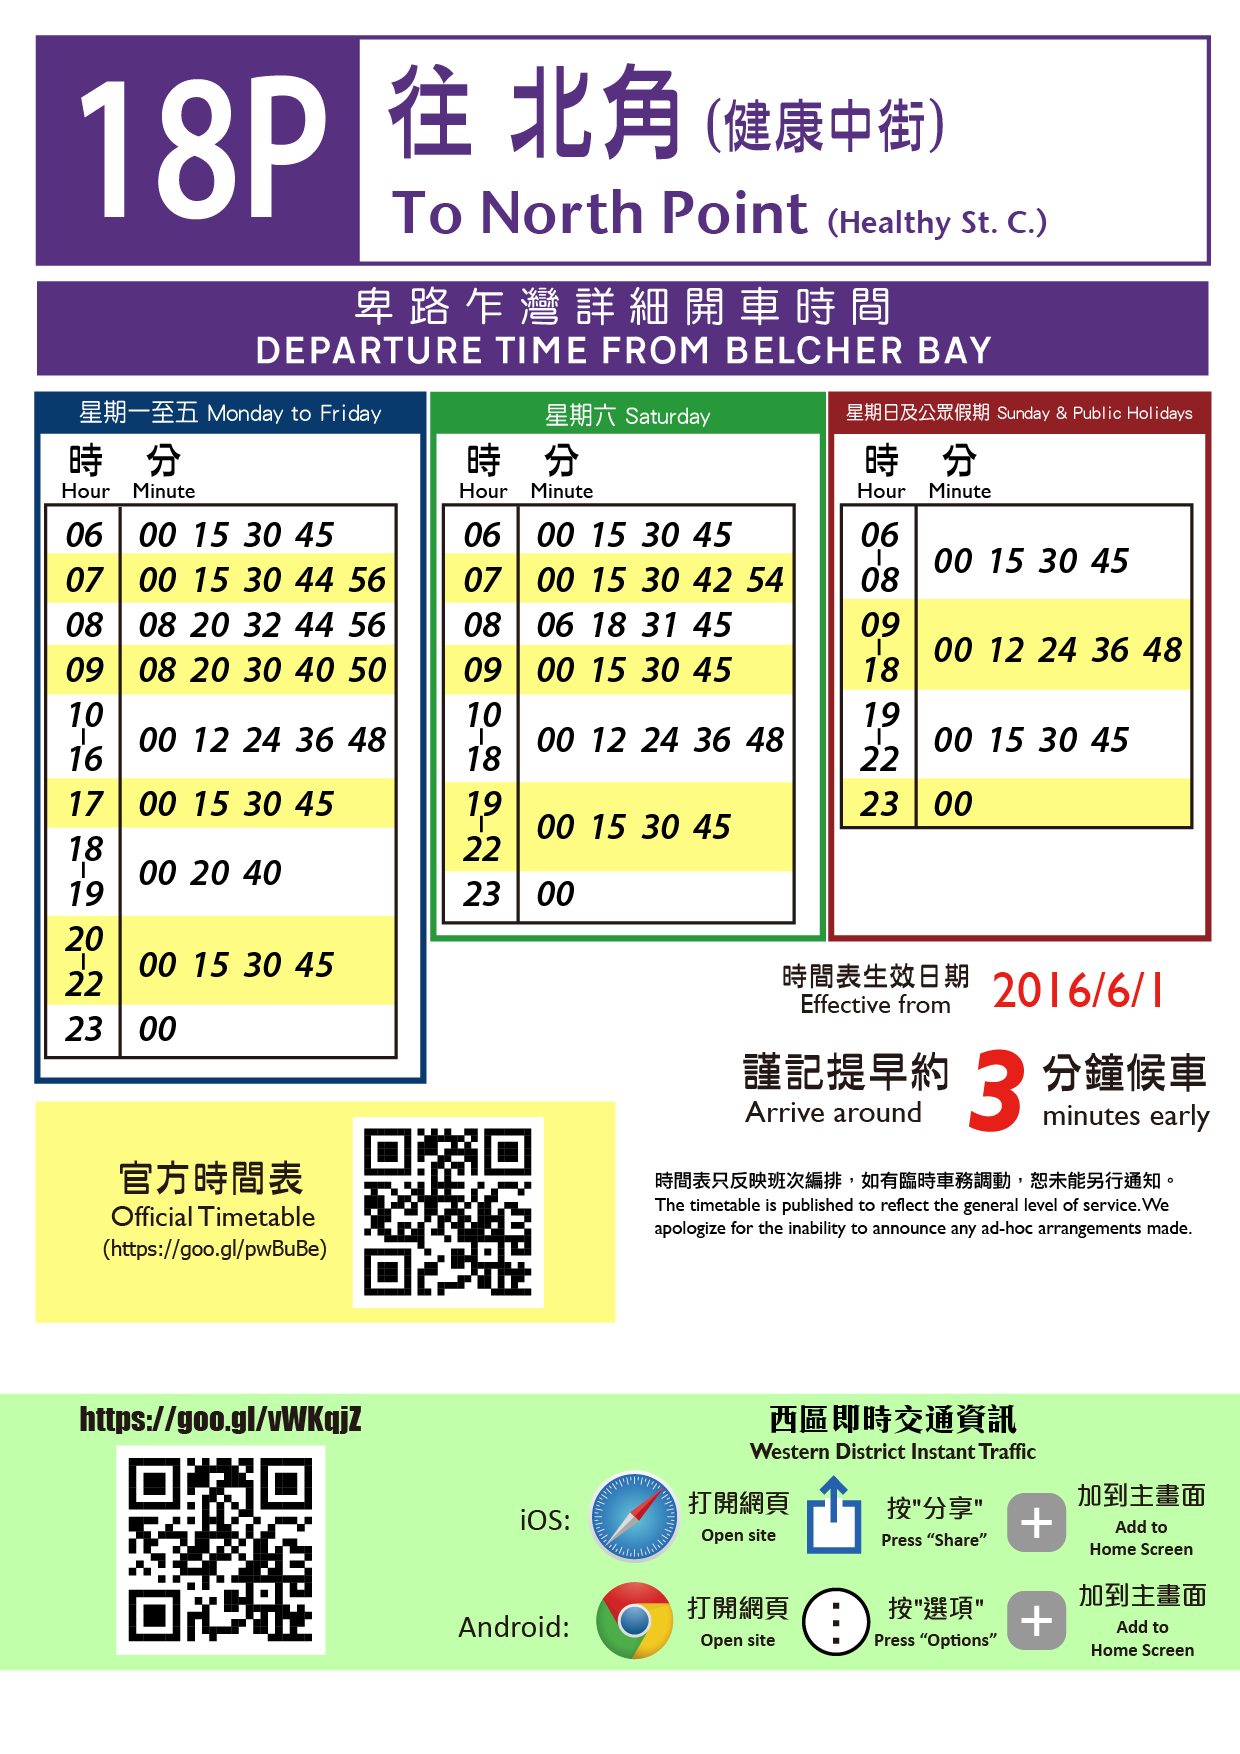 18P
往 北角 (健康中街)
To North Point (Healthy St. C.)
卑路乍灣詳細開車時間
DEPARTURE TIME FROM BELCHER BAY
星期一至五 Monday to Friday
時 分
Hour Minute
06 00 15 30 45
07 00 15 30 44 56
08 08 20 32 44 56
09 08 20 30 40 50
10
|
16
00 12 24 36 48
17 00 15 30 45
18
|
19
00 20 40
20
|
22
00 15 30 45
23 00
星期六 Saturday
時 分
Hour Minute
06 00 15 30 45
07 00 15 30 42 54
08 06 18 31 45
09 00 15 30 45
10
|
18
00 12 24 36 48
19
|
22
00 15 30 45
23 00
星期日及公眾假期 Sunday & Public Holidays
時 分
Hour Minute
06
|
08
00 15 30 45
09
|
18
00 12 24 36 48
19
|
22
00 15 30 45
23 00
時間表生效日期
Effective from
2016/6/1
謹記提早約 3 分鐘候車
Arrive around minutes early
時間表只反映班次編排，如有臨時車務調動，恕未能另行通知。
The timetable is published to reflect the general level of service. We
apologize for the inability to announce any ad-hoc arrangements made.
官方時間表
Official Timetable
(https://goo.gl/pwBuBe)
https://goo.gl/vWKqjZ
西區即時交通資訊
Western District Instant Traffic
iOS:
打開網頁
Open site
按"分享"
Press “Share”
加到主畫面
Add to
Home Screen
Android:
打開網頁
Open site
按"選項"
Press “Options”
加到主畫面
Add to
Home Screen